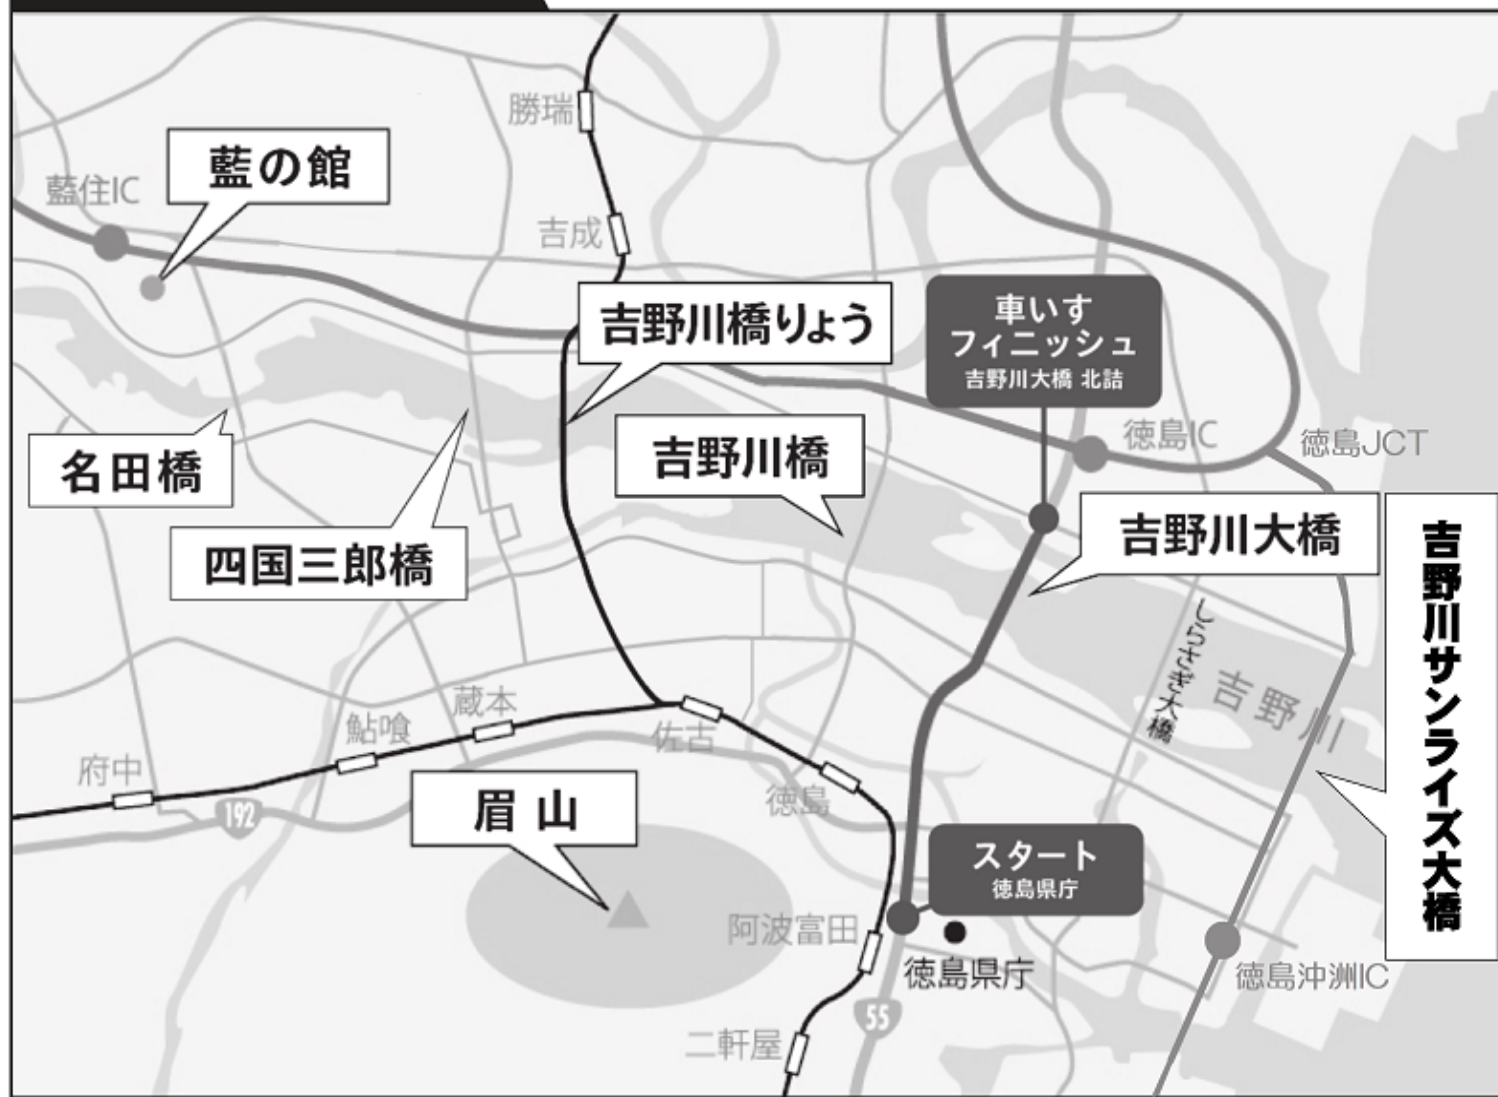 勝瑞
藍の館
藍住IC
吉成
吉野川橋りょう
車いす
フィニッシュ
吉野川大橋 北詰
名田橋
吉野川橋
徳島IC
徳島JCT
四国三郎橋
吉野川大橋
吉野川サンライズ大橋
しらさぎ大橋
吉野川
蔵本
鮎喰
佐古
府中
192
眉山
徳島
スタート
徳島県庁
阿波富田
徳島県庁
徳島沖洲IC
55
二軒屋